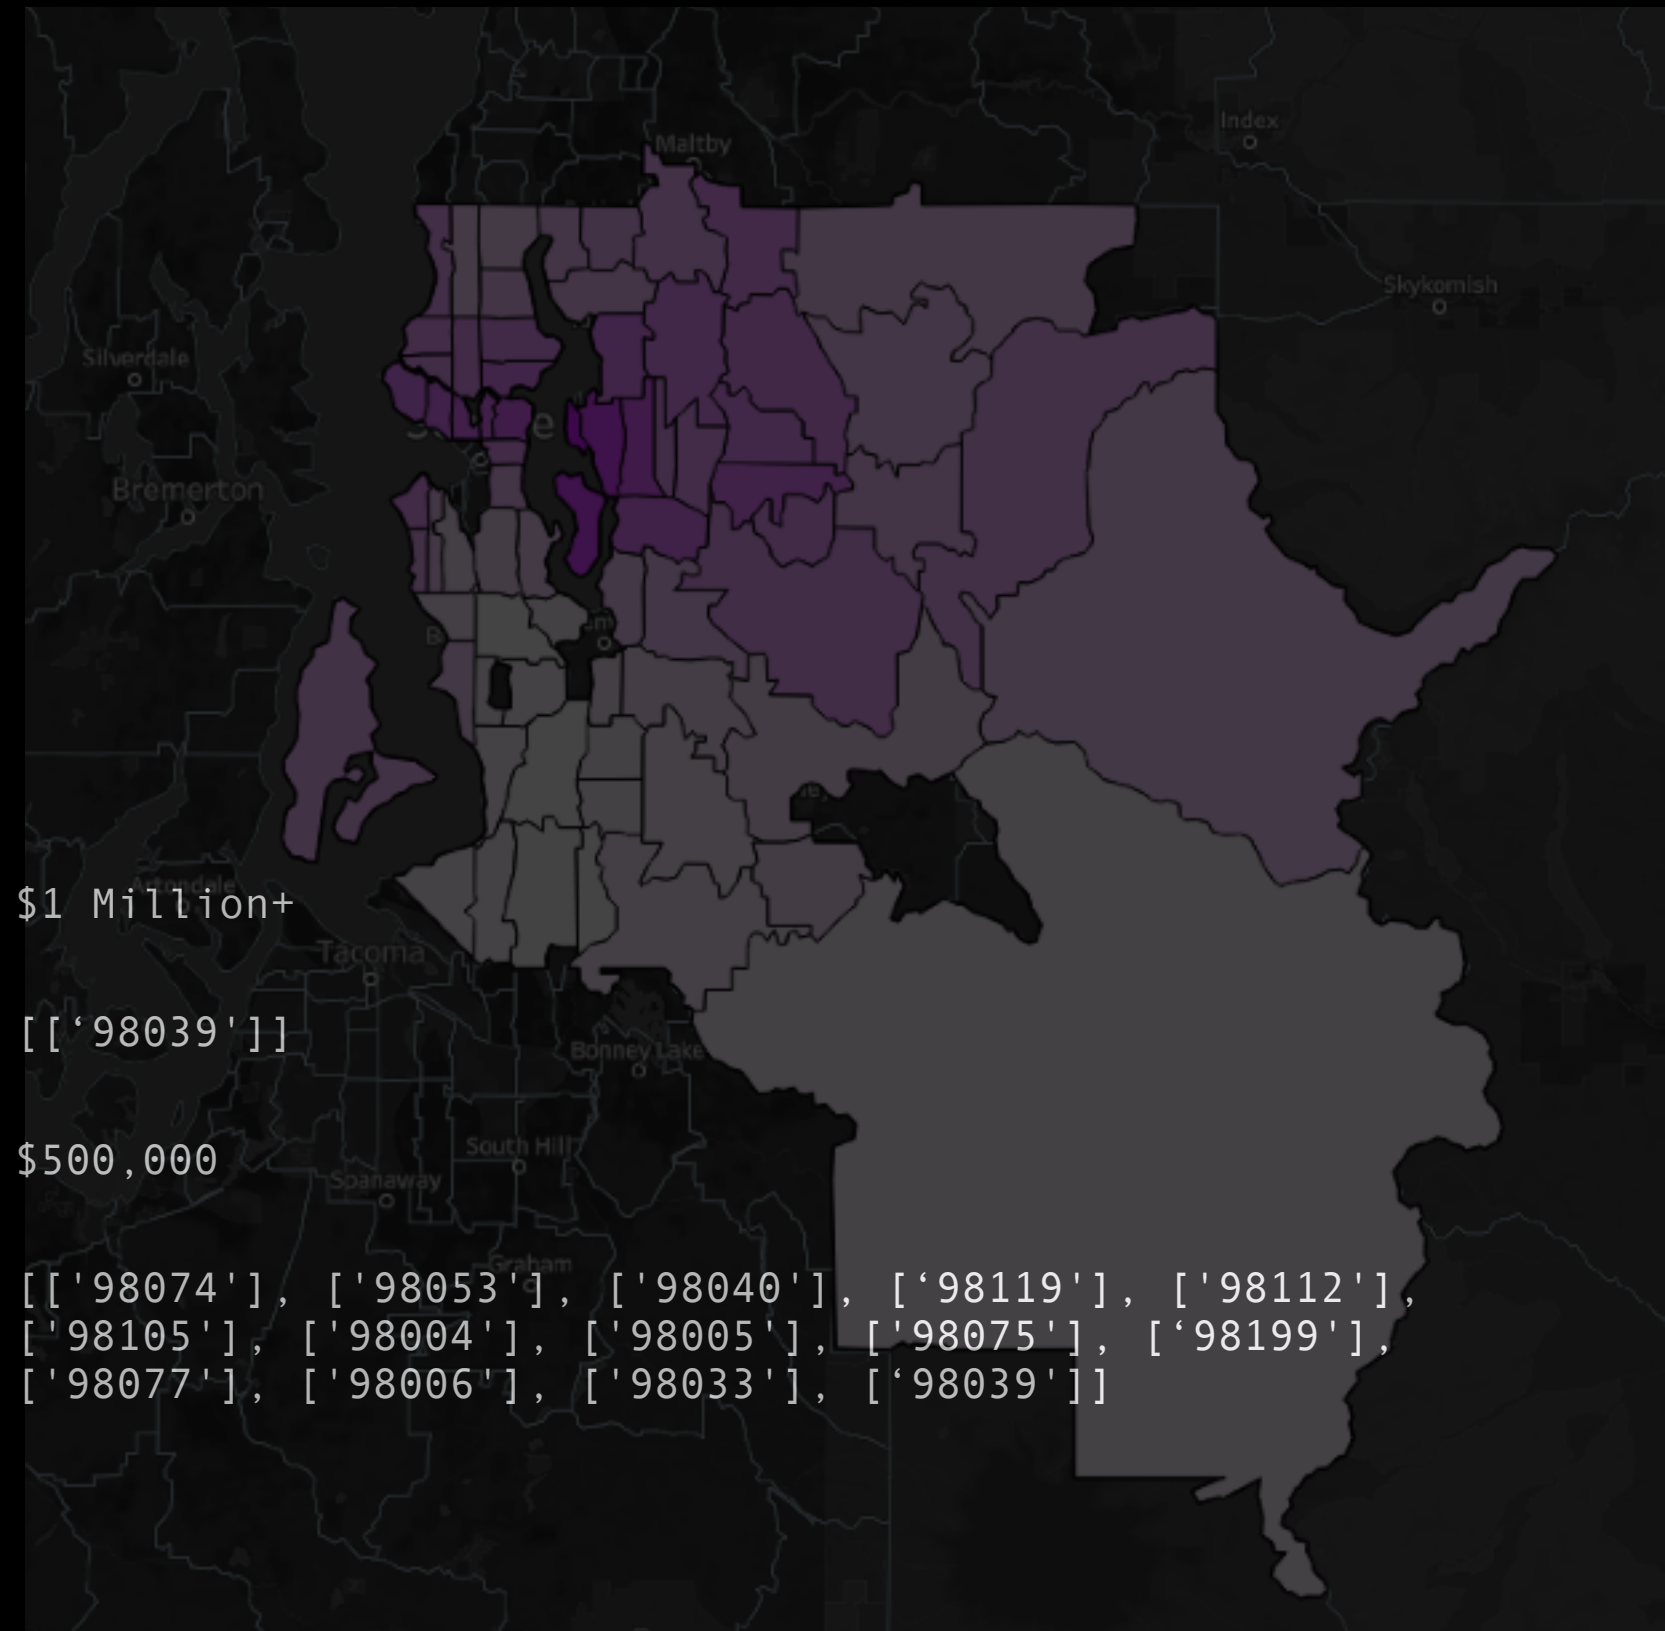 Maltby
Index
Skykomish
Silverdale
Bremerton
$1 Million+
Tacoma
[[‘98039']]
Bonney Lake
South Hill
$500,000
Spanaway
Graham
[['98074'], ['98053'], ['98040'], [‘98119'], ['98112'],
['98105'], ['98004'], ['98005'], ['98075'], [‘98199'],
['98077'], ['98006'], ['98033'], [‘98039']]